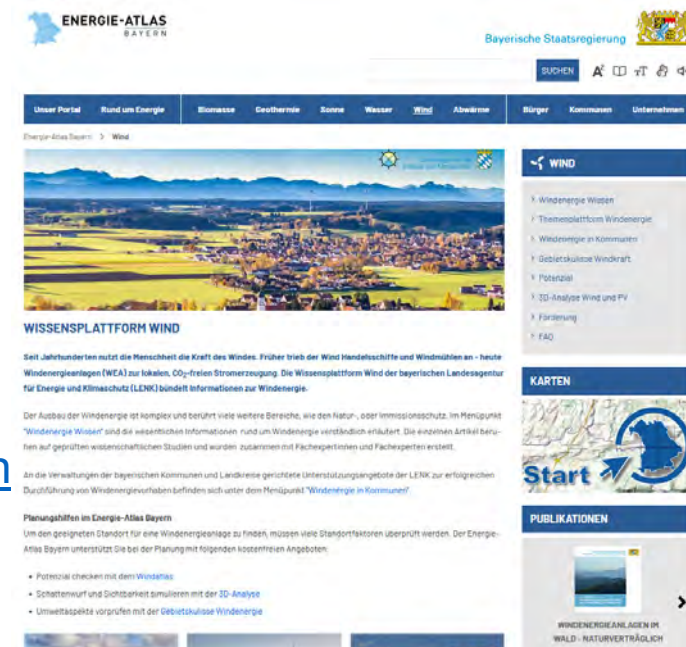 ENERGIE-ATLAS
BAYERN
Bayerische Staatsregierung
SUCHEN
Unser Portal Rund um Energie Biomasse Geothermie Sonne Wasser Wind Abwärme Bürger Kommunen Unternehmen
Energie-Atlas Bayern > Wind
WISSENSPLATTFORM WIND
Seit Jahrhunderten nutzt die Menschheit die Kraft des Windes. Früher trieb der Wind Handelsschiffe und Windmühlen an - heute
Windenergieanlagen (WEA) zur lokalen, CO₂-freien Stromerzeugung. Die Wissensplattform Wind der bayerischen Landesagentur
für Energie und Klimaschutz (LENK) bündelt Informationen zur Windenergie.
Der Ausbau der Windenergie ist komplex und berührt viele weitere Bereiche, wie den Natur-, oder Immissionsschutz. Im Menüpunkt
"Windenergie Wissen" sind die wesentlichen Informationen rund um Windenergie verständlich erläutert. Die einzelnen Artikel beru-
hen auf geprüften wissenschaftlichen Studien und wurden zusammen mit Fachexpertinnen und Fachexperten erstellt.
An die Verwaltungen der bayerischen Kommunen und Landkreise gerichtete Unterstützungsangebote der LENK zur erfolgreichen
Durchführung von Windenergievorhaben befinden sich unter dem Menüpunkt "Windenergie in Kommunen".
Planungshilfen im Energie-Atlas Bayern
Um den geeigneten Standort für eine Windenergieanlage zu finden, müssen viele Standortfaktoren überprüft werden. Der Energie-
Atlas Bayern unterstützt Sie bei der Planung mit folgenden kostenfreien Angeboten:
• Potenzial checken mit dem Windatlas
• Schattenwurf und Sichtbarkeit simulieren mit der 3D-Analyse
• Umweltaspekte vorprüfen mit der Gebietskulisse Windenergie
WIND
> Windenergie Wissen
> Themenplattform Windenergie
> Windenergie in Kommunen
> Gebietskulisse Windkraft
> Potenzial
> 3D-Analyse Wind und PV
> Förderung
> FAQ
KARTEN
Start
PUBLIKATIONEN
WINDENERGIEANLAGEN IM
WALD - NATURVERTRÄGLICH